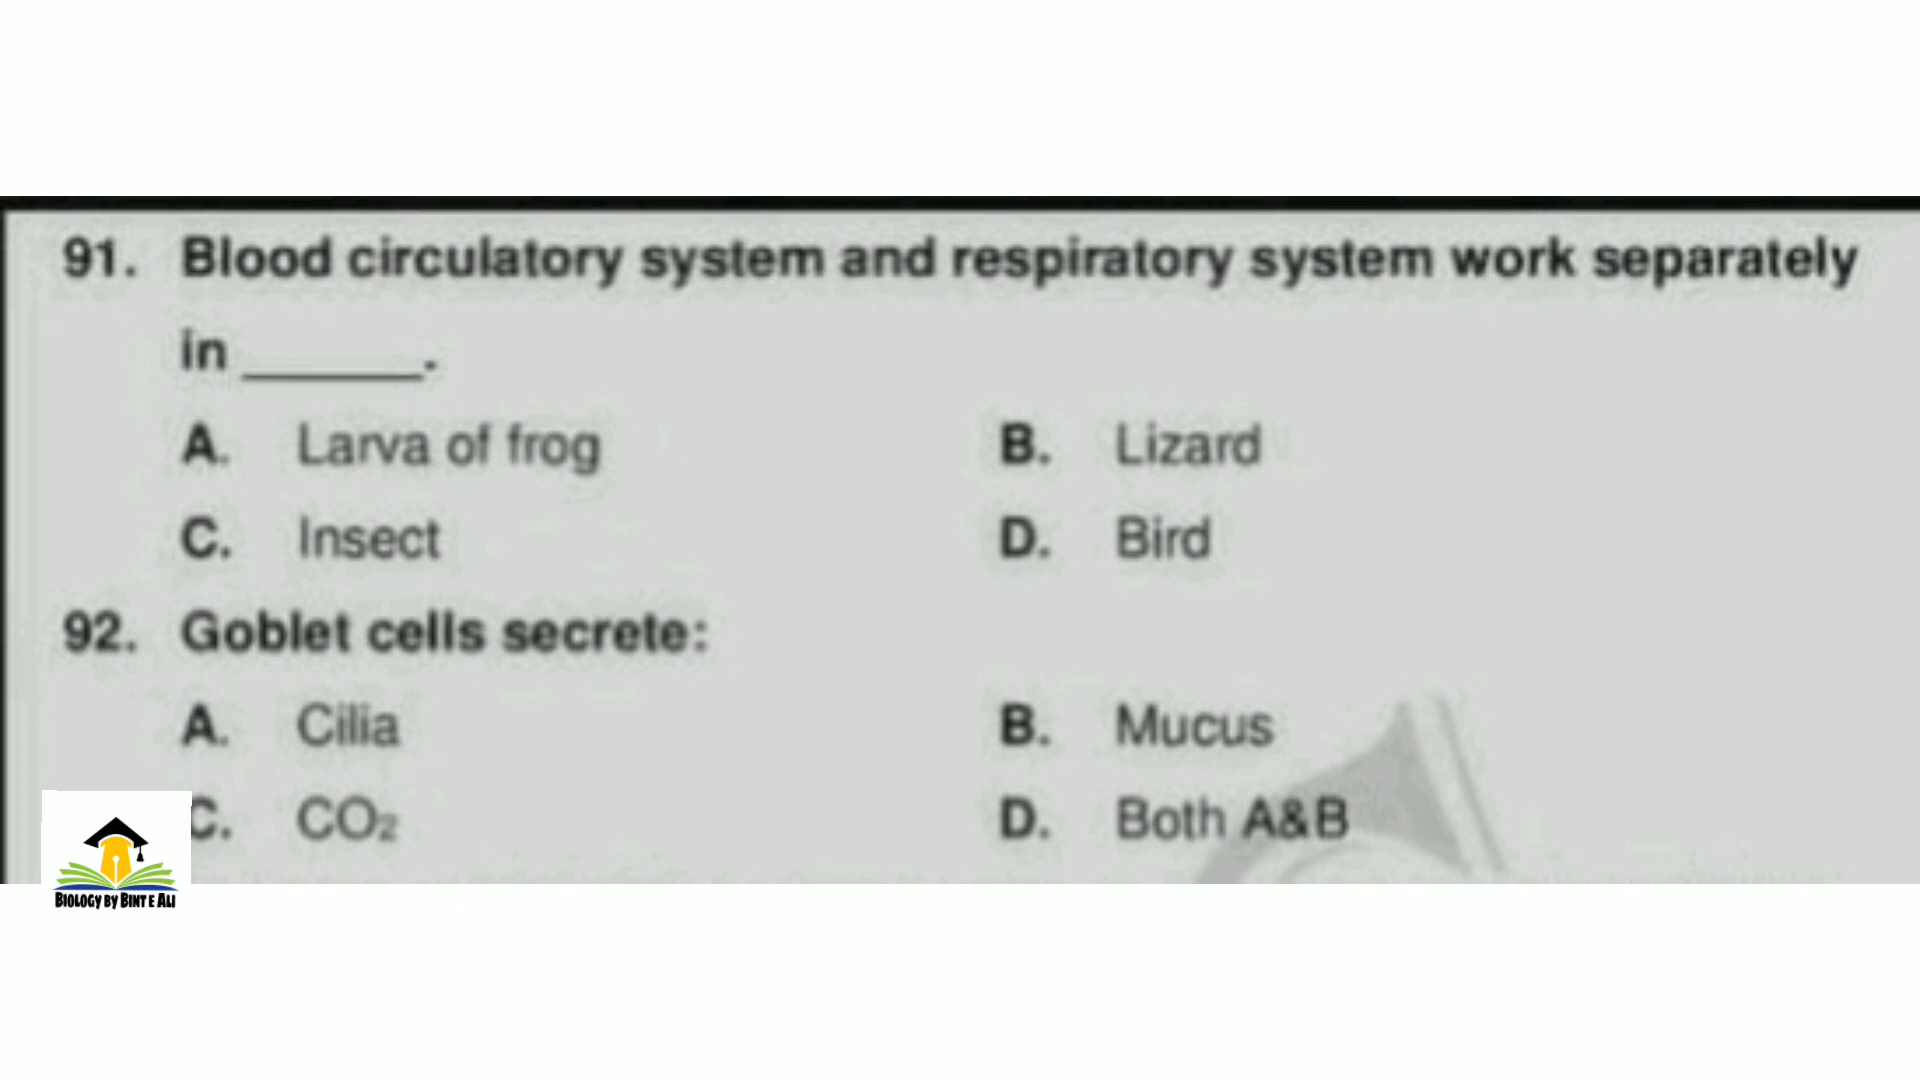 91. Blood circulatory system and respiratory system work separately
in ______.
A. Larva of frog B. Lizard
C. Insect D. Bird
92. Goblet cells secrete:
A. Cilia B. Mucus
C. CO₂ D. Both A&B
BIOLOGY BY BINT E ALI